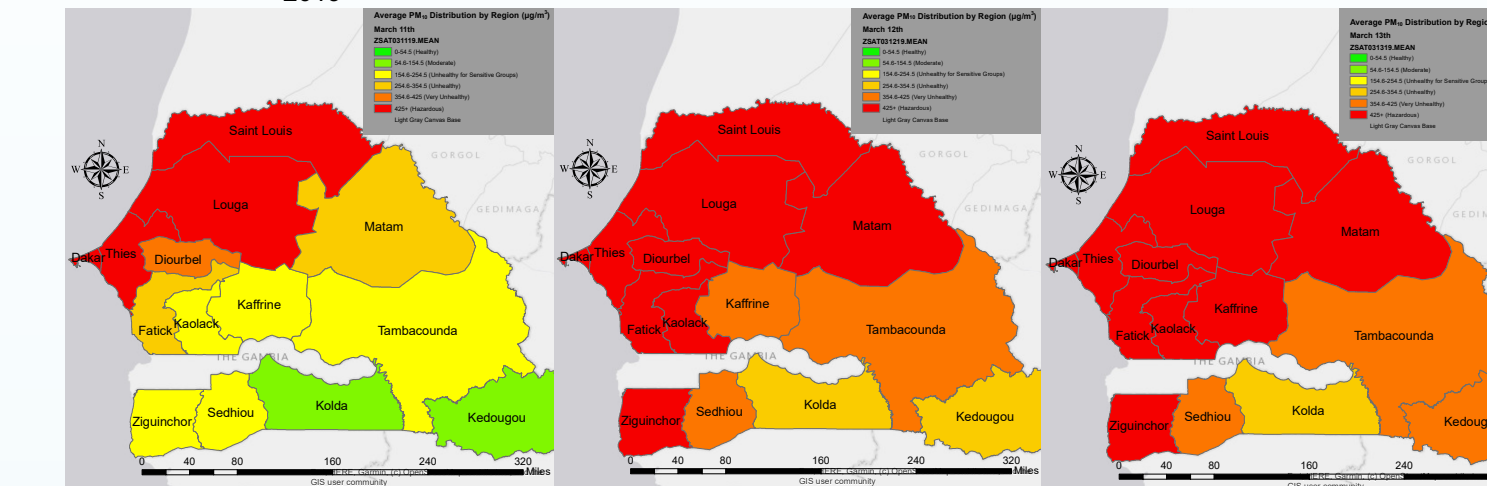 Average PM₁₀ Distribution by Region (µg/m³)
March 11th
ZSAT031119.MEAN
0-54.5 (Healthy)
54.6-154.5 (Moderate)
154.6-254.5 (Unhealthy for Sensitive Groups)
254.6-354.5 (Unhealthy)
354.6-425 (Very Unhealthy)
425+ (Hazardous)
Light Gray Canvas Base
N
W E
S
GORGOL
GEDIMAGA
Saint Louis
Louga
Matam
Dakar
Thies
Diourbel
Kaffrine
Fatick
Kaolack
Tambacounda
THE GAMBIA
Ziguinchor
Sedhiou
Kolda
Kedougou
0 40 80 160 240 320
Miles
GIS user community
Average PM₁₀ Distribution by Region (µg/m³)
March 12th
ZSAT031219.MEAN
0-54.5 (Healthy)
54.6-154.5 (Moderate)
154.6-254.5 (Unhealthy for Sensitive Groups)
254.6-354.5 (Unhealthy)
354.6-425 (Very Unhealthy)
425+ (Hazardous)
Light Gray Canvas Base
N
W E
S
GORGOL
GEDIMAGA
Saint Louis
Louga
Matam
Dakar
Thies
Diourbel
Kaffrine
Fatick
Kaolack
Tambacounda
THE GAMBIA
Ziguinchor
Sedhiou
Kolda
Kedougou
0 40 80 160 240 320
Miles
GIS user community
Average PM₁₀ Distribution by Regio
March 13th
ZSAT031319.MEAN
0-54.5 (Healthy)
54.6-154.5 (Moderate)
154.6-254.5 (Unhealthy for Sensitive Group
254.6-354.5 (Unhealthy)
354.6-425 (Very Unhealthy)
425+ (Hazardous)
Light Gray Canvas Base
N
W E
S
GORGOL
GEDIM
Saint Louis
Louga
Matam
Dakar
Thies
Diourbel
Kaffrine
Fatick
Kaolack
Tambacounda
THE GAMBIA
Ziguinchor
Sedhiou
Kolda
Kedoug
0 40 80 160 240